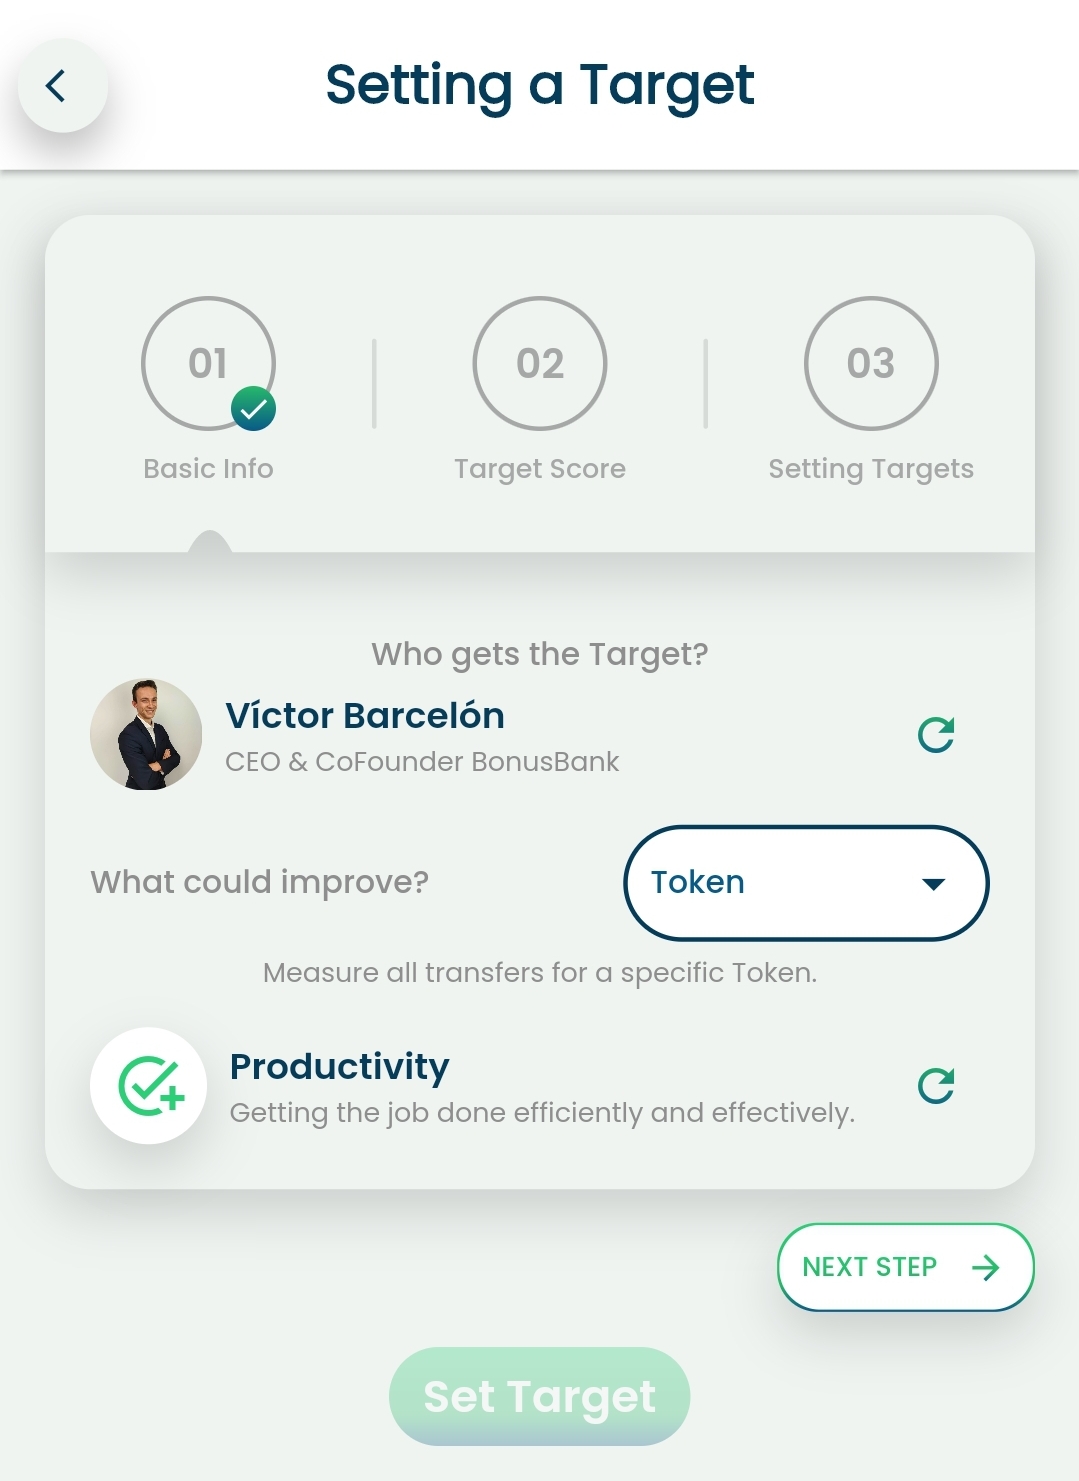 Setting a Target
01
02
03
Basic Info
Target Score
Setting Targets
Who gets the Target?
Víctor Barcelón
CEO & CoFounder BonusBank
What could improve?
Token
Measure all transfers for a specific Token.
Productivity
Getting the job done efficiently and effectively.
NEXT STEP
Set Target